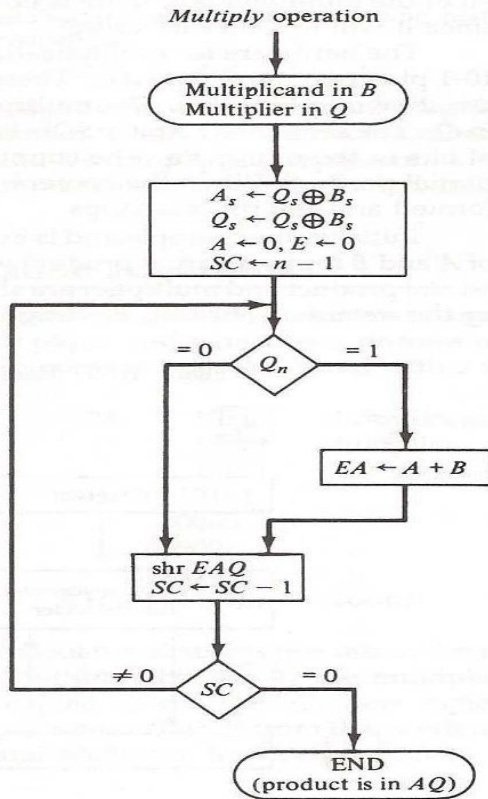 Multiply operation
Multiplicand in B
Multiplier in Q
A_s ← Q_s ⊕ B_s
Q_s ← Q_s ⊕ B_s
A ← 0, E ← 0
SC ← n − 1
= 0
= 1
Q_n
EA ← A + B
shr EAQ
SC ← SC − 1
≠0
= 0
SC
END
(product is in AQ)